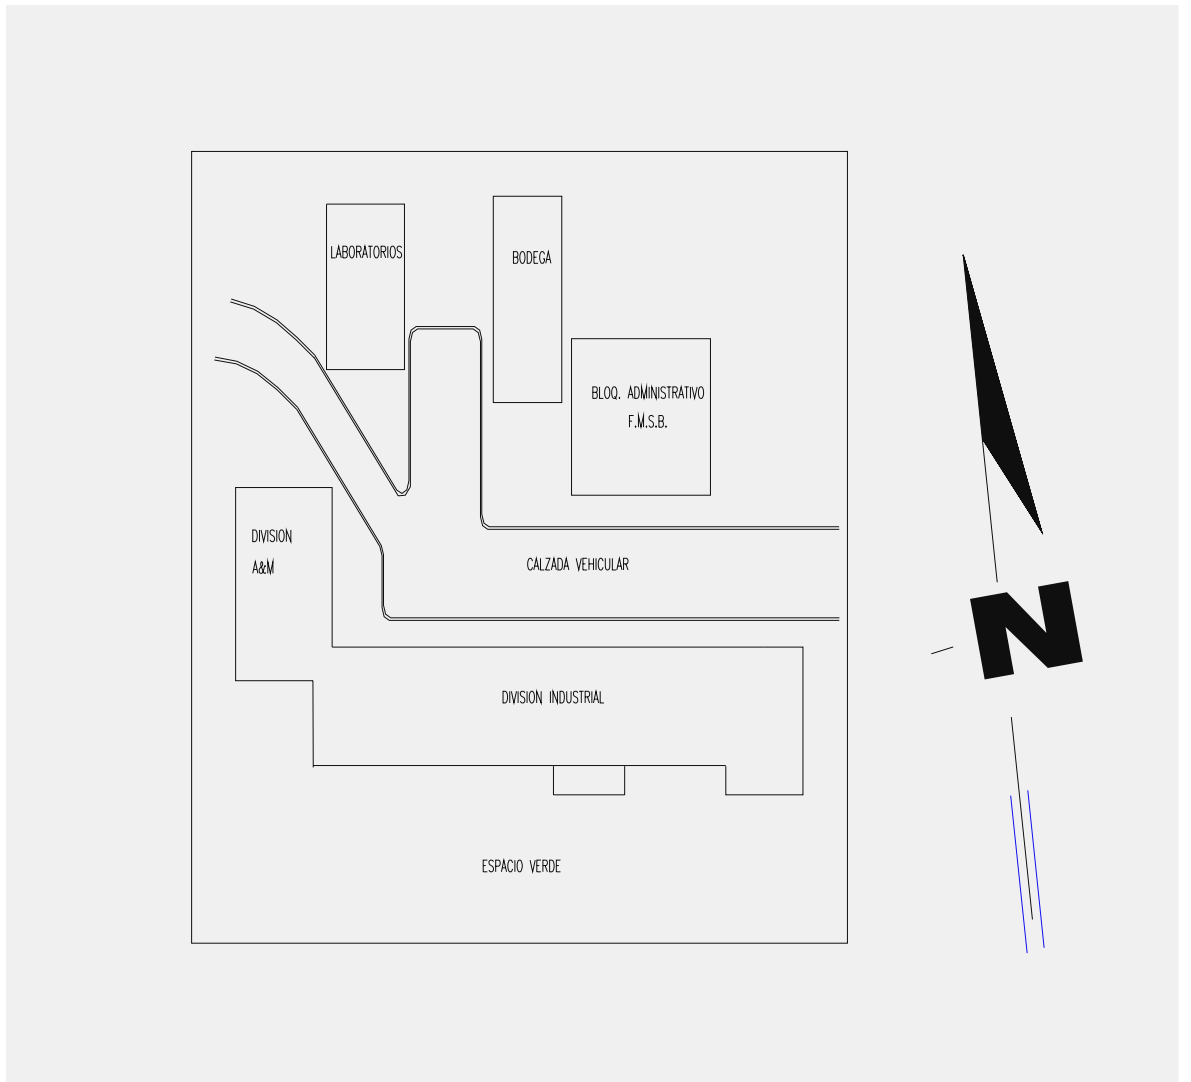 LABORATORIOS
BODEGA
BLOQ. ADMINISTRATIVO
F.M.S.B.
DIVISION
A&M
CALZADA VEHICULAR
N
DIVISION INDUSTRIAL
ESPACIO VERDE